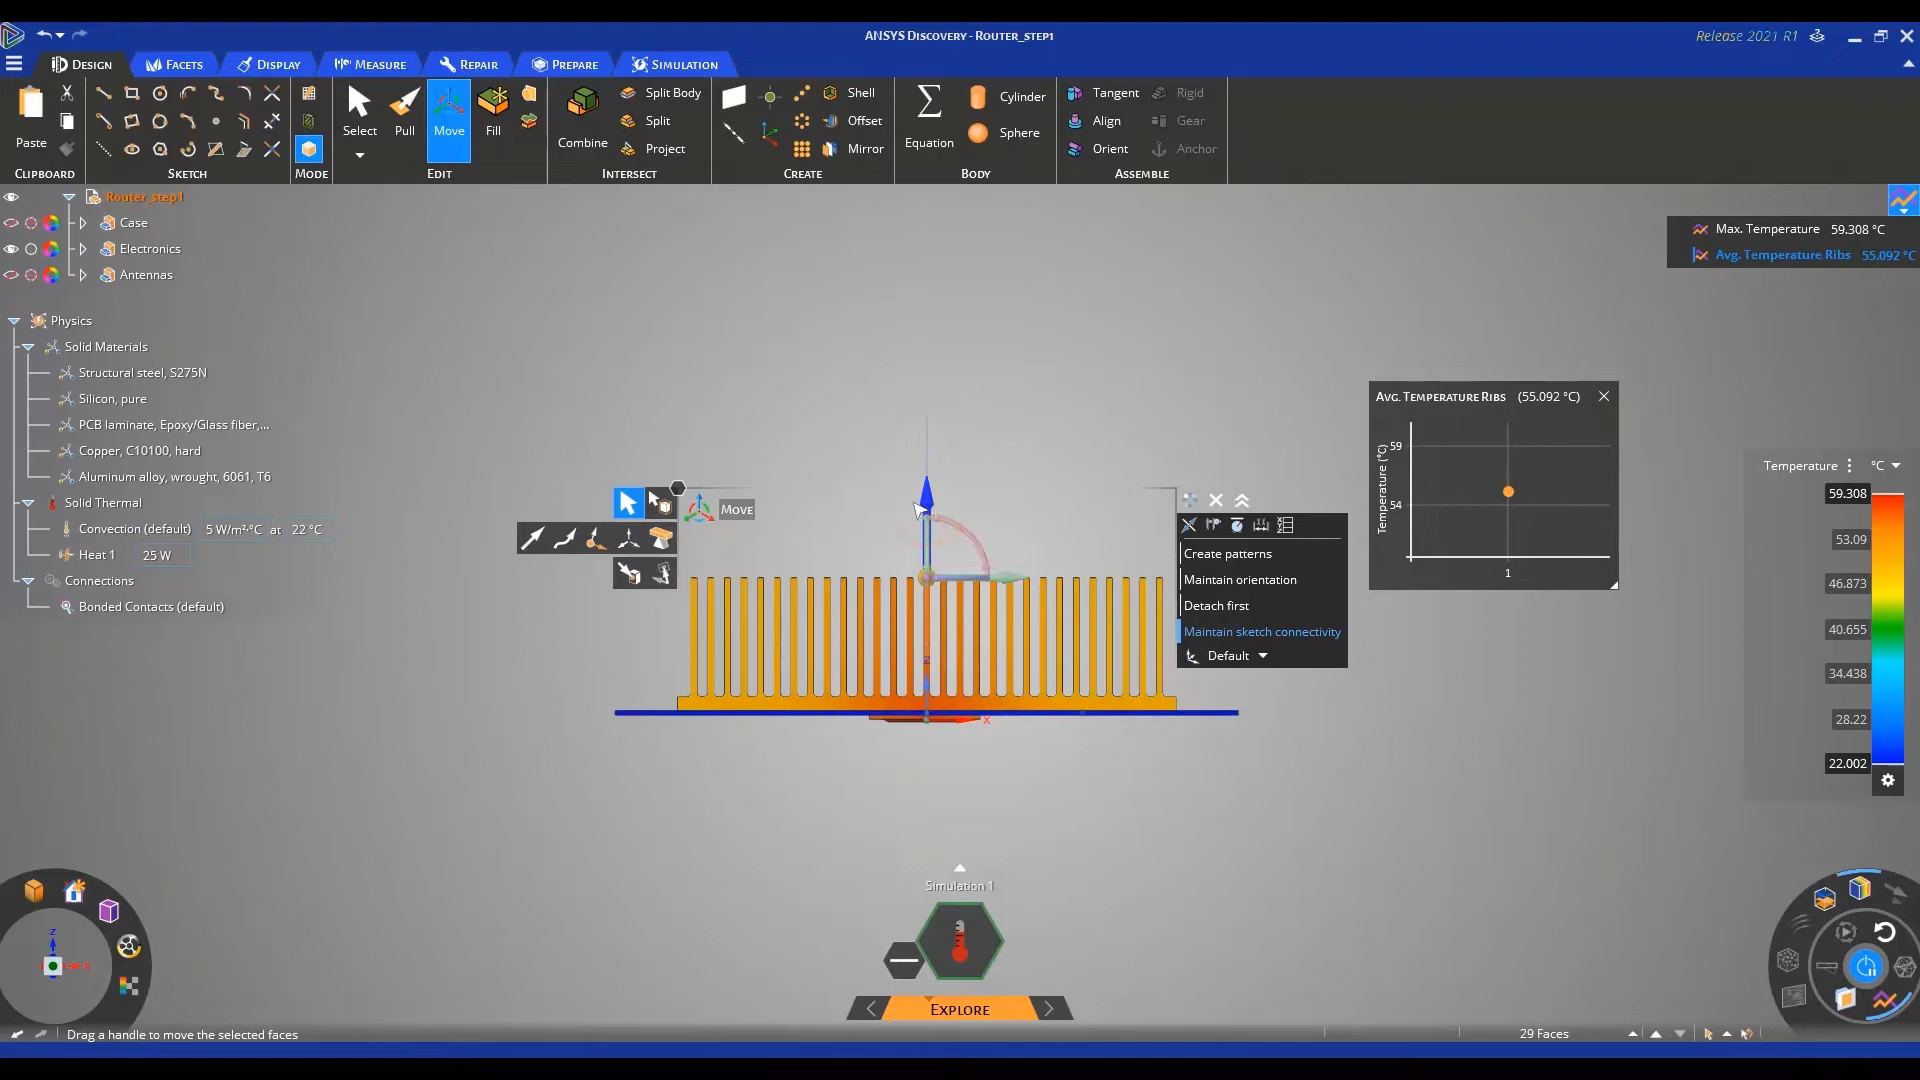 ANSYS Discovery - Router_step1
Release 2021 R1
Design
Facets
Display
Measure
Repair
Prepare
Simulation
Paste
Select
Pull
Move
Fill
Combine
Split Body
Split
Project
Shell
Offset
Mirror
Equation
Cylinder
Sphere
Tangent
Align
Orient
Rigid
Gear
Anchor
Clipboard
Sketch
Mode
Edit
Intersect
Create
Body
Assemble
Router_step1
Case
Electronics
Antennas
Max. Temperature 59.308 °C
Avg. Temperature Ribs 55.092 °C
Physics
Solid Materials
Structural steel, S275N
Silicon, pure
PCB laminate, Epoxy/Glass fiber,...
Copper, C10100, hard
Aluminum alloy, wrought, 6061, T6
Solid Thermal
Convection (default) 5 W/m²·°C at 22 °C
Heat 1 25 W
Connections
Bonded Contacts (default)
Move
Create patterns
Maintain orientation
Detach first
Maintain sketch connectivity
Default
Z
X
Avg. Temperature Ribs (55.092 °C)
Temperature (°C)
59
54
1
Temperature °C
59.308
53.09
46.873
40.655
34.438
28.22
22.002
Simulation 1
Explore
Z
X
Drag a handle to move the selected faces
29 Faces